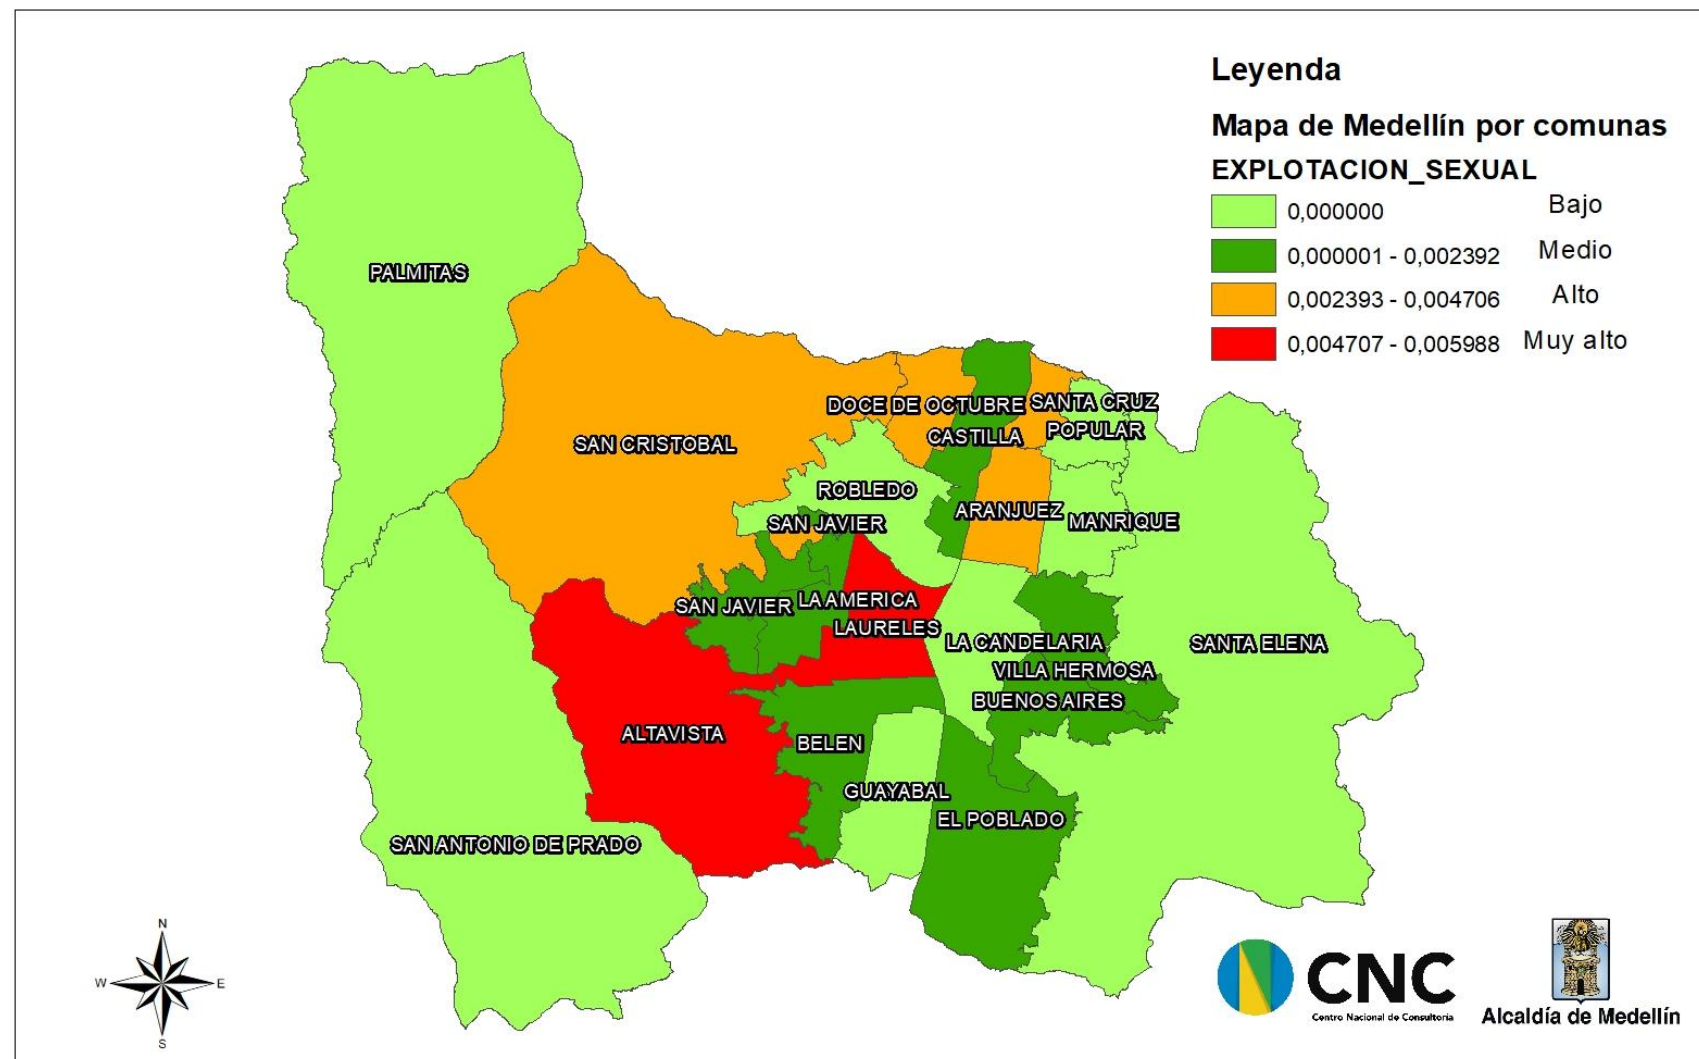 Leyenda
Mapa de Medellín por comunas
EXPLOTACION_SEXUAL
0,000000 Bajo
0,000001 - 0,002392 Medio
0,002393 - 0,004706 Alto
0,004707 - 0,005988 Muy alto
PALMITAS
SAN CRISTOBAL
DOCE DE OCTUBRE
SANTA CRUZ
CASTILLA
POPULAR
ROBLEDO
ARANJUEZ
MANRIQUE
SAN JAVIER
SAN JAVIER
LA AMERICA
LAURELES
LA CANDELARIA
SANTA ELENA
VILLA HERMOSA
BUENOS AIRES
ALTAVISTA
BELEN
GUAYABAL
EL POBLADO
SAN ANTONIO DE PRADO
N
W E
S
CNC
Centro Nacional de Consultoría
Alcaldía de Medellín